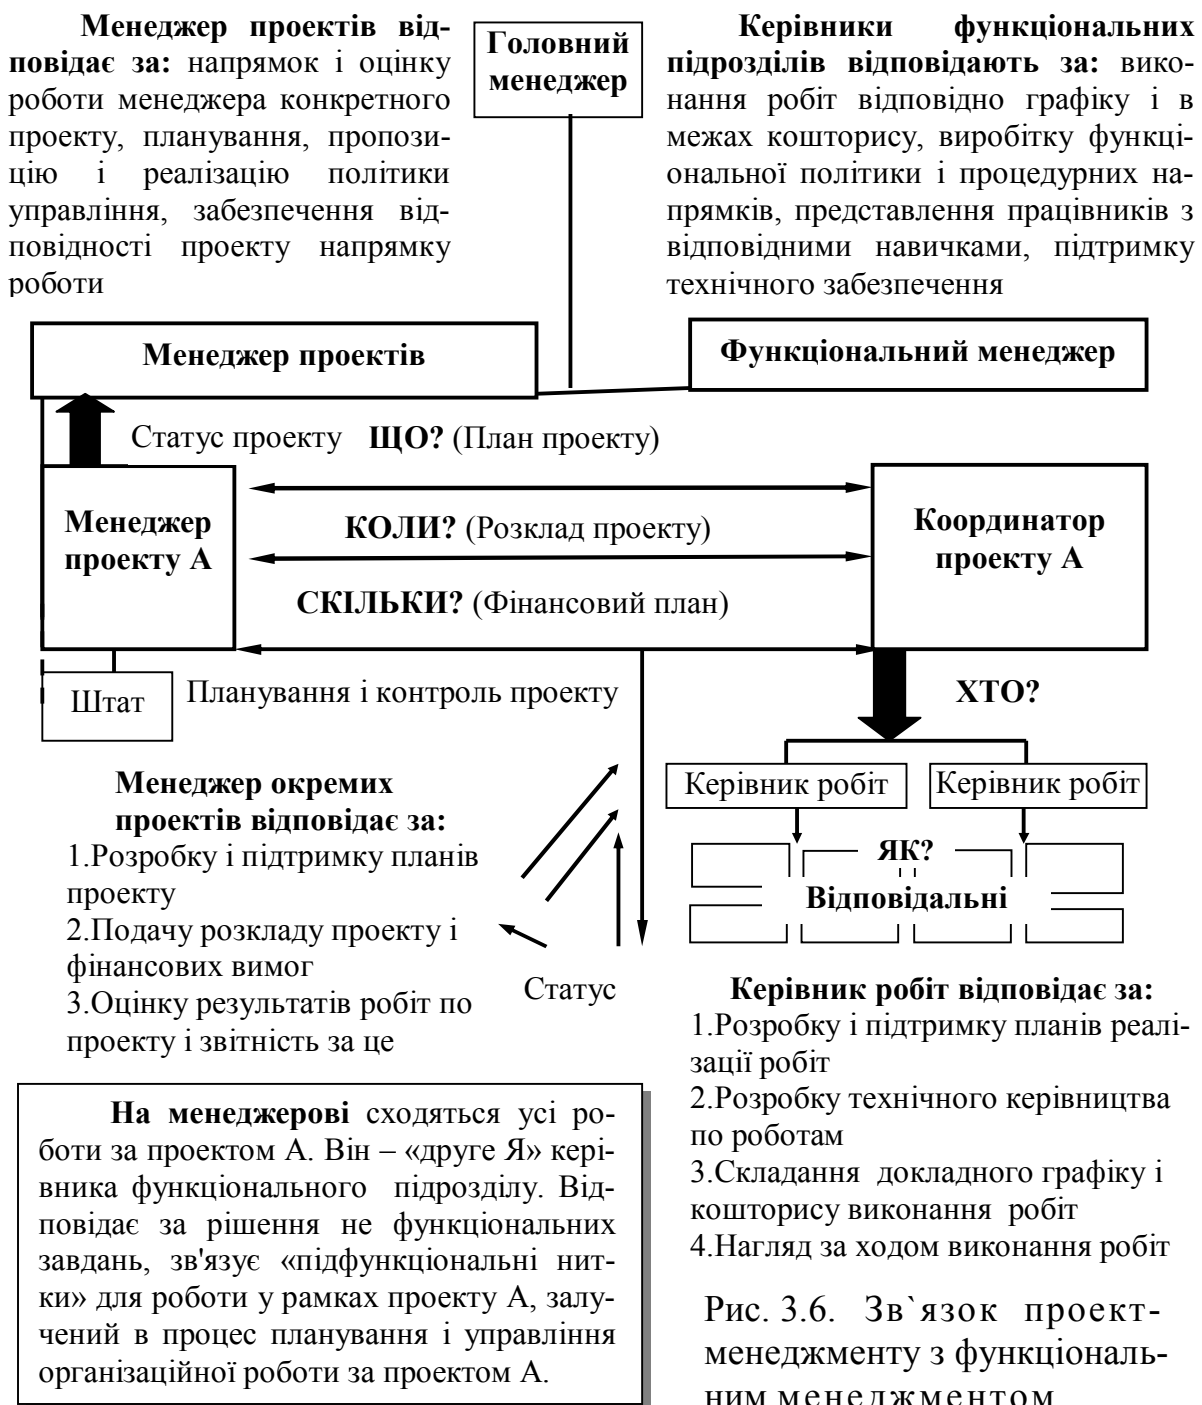 Менеджер проектів від-
повідає за: напрямок і оцінку
роботи менеджера конкретного
проекту, планування, пропози-
цію і реалізацію політики
управління, забезпечення від-
повідності проекту напрямку
роботи
Головний
менеджер
Керівники функціональних
підрозділів відповідають за: вико-
нання робіт відповідно графіку і в
межах кошторису, виробітку функці-
ональної політики і процедурних на-
прямків, представлення працівників з
відповідними навичками, підтримку
технічного забезпечення
Менеджер проектів
Функціональний менеджер
Статус проекту ЩО? (План проекту)
Менеджер
проекту А
КОЛИ? (Розклад проекту)
СКІЛЬКИ? (Фінансовий план)
Координатор
проекту А
Штат
Планування і контроль проекту
ХТО?
Керівник робіт
Керівник робіт
ЯК?
Відповідальні
Менеджер окремих
проектів відповідає за:
1.Розробку і підтримку планів
проекту
2.Подачу розкладу проекту і
фінансових вимог
3.Оцінку результатів робіт по
проекту і звітність за це
Статус
Керівник робіт відповідає за:
1.Розробку і підтримку планів реалі-
зації робіт
2.Розробку технічного керівництва
по роботам
3.Складання докладного графіку і
кошторису виконання робіт
4.Нагляд за ходом виконання робіт
На менеджерові сходяться усі ро-
боти за проектом А. Він – «друге Я» кері-
вника функціонального підрозділу. Від-
повідає за рішення не функціональних
завдань, зв'язує «підфункціональні нит-
ки» для роботи у рамках проекту А, залу-
чений в процес планування і управління
організаційної роботи за проектом А.
Рис. 3.6. Зв`язок проект-
менеджменту з функціональ-
ним менеджментом